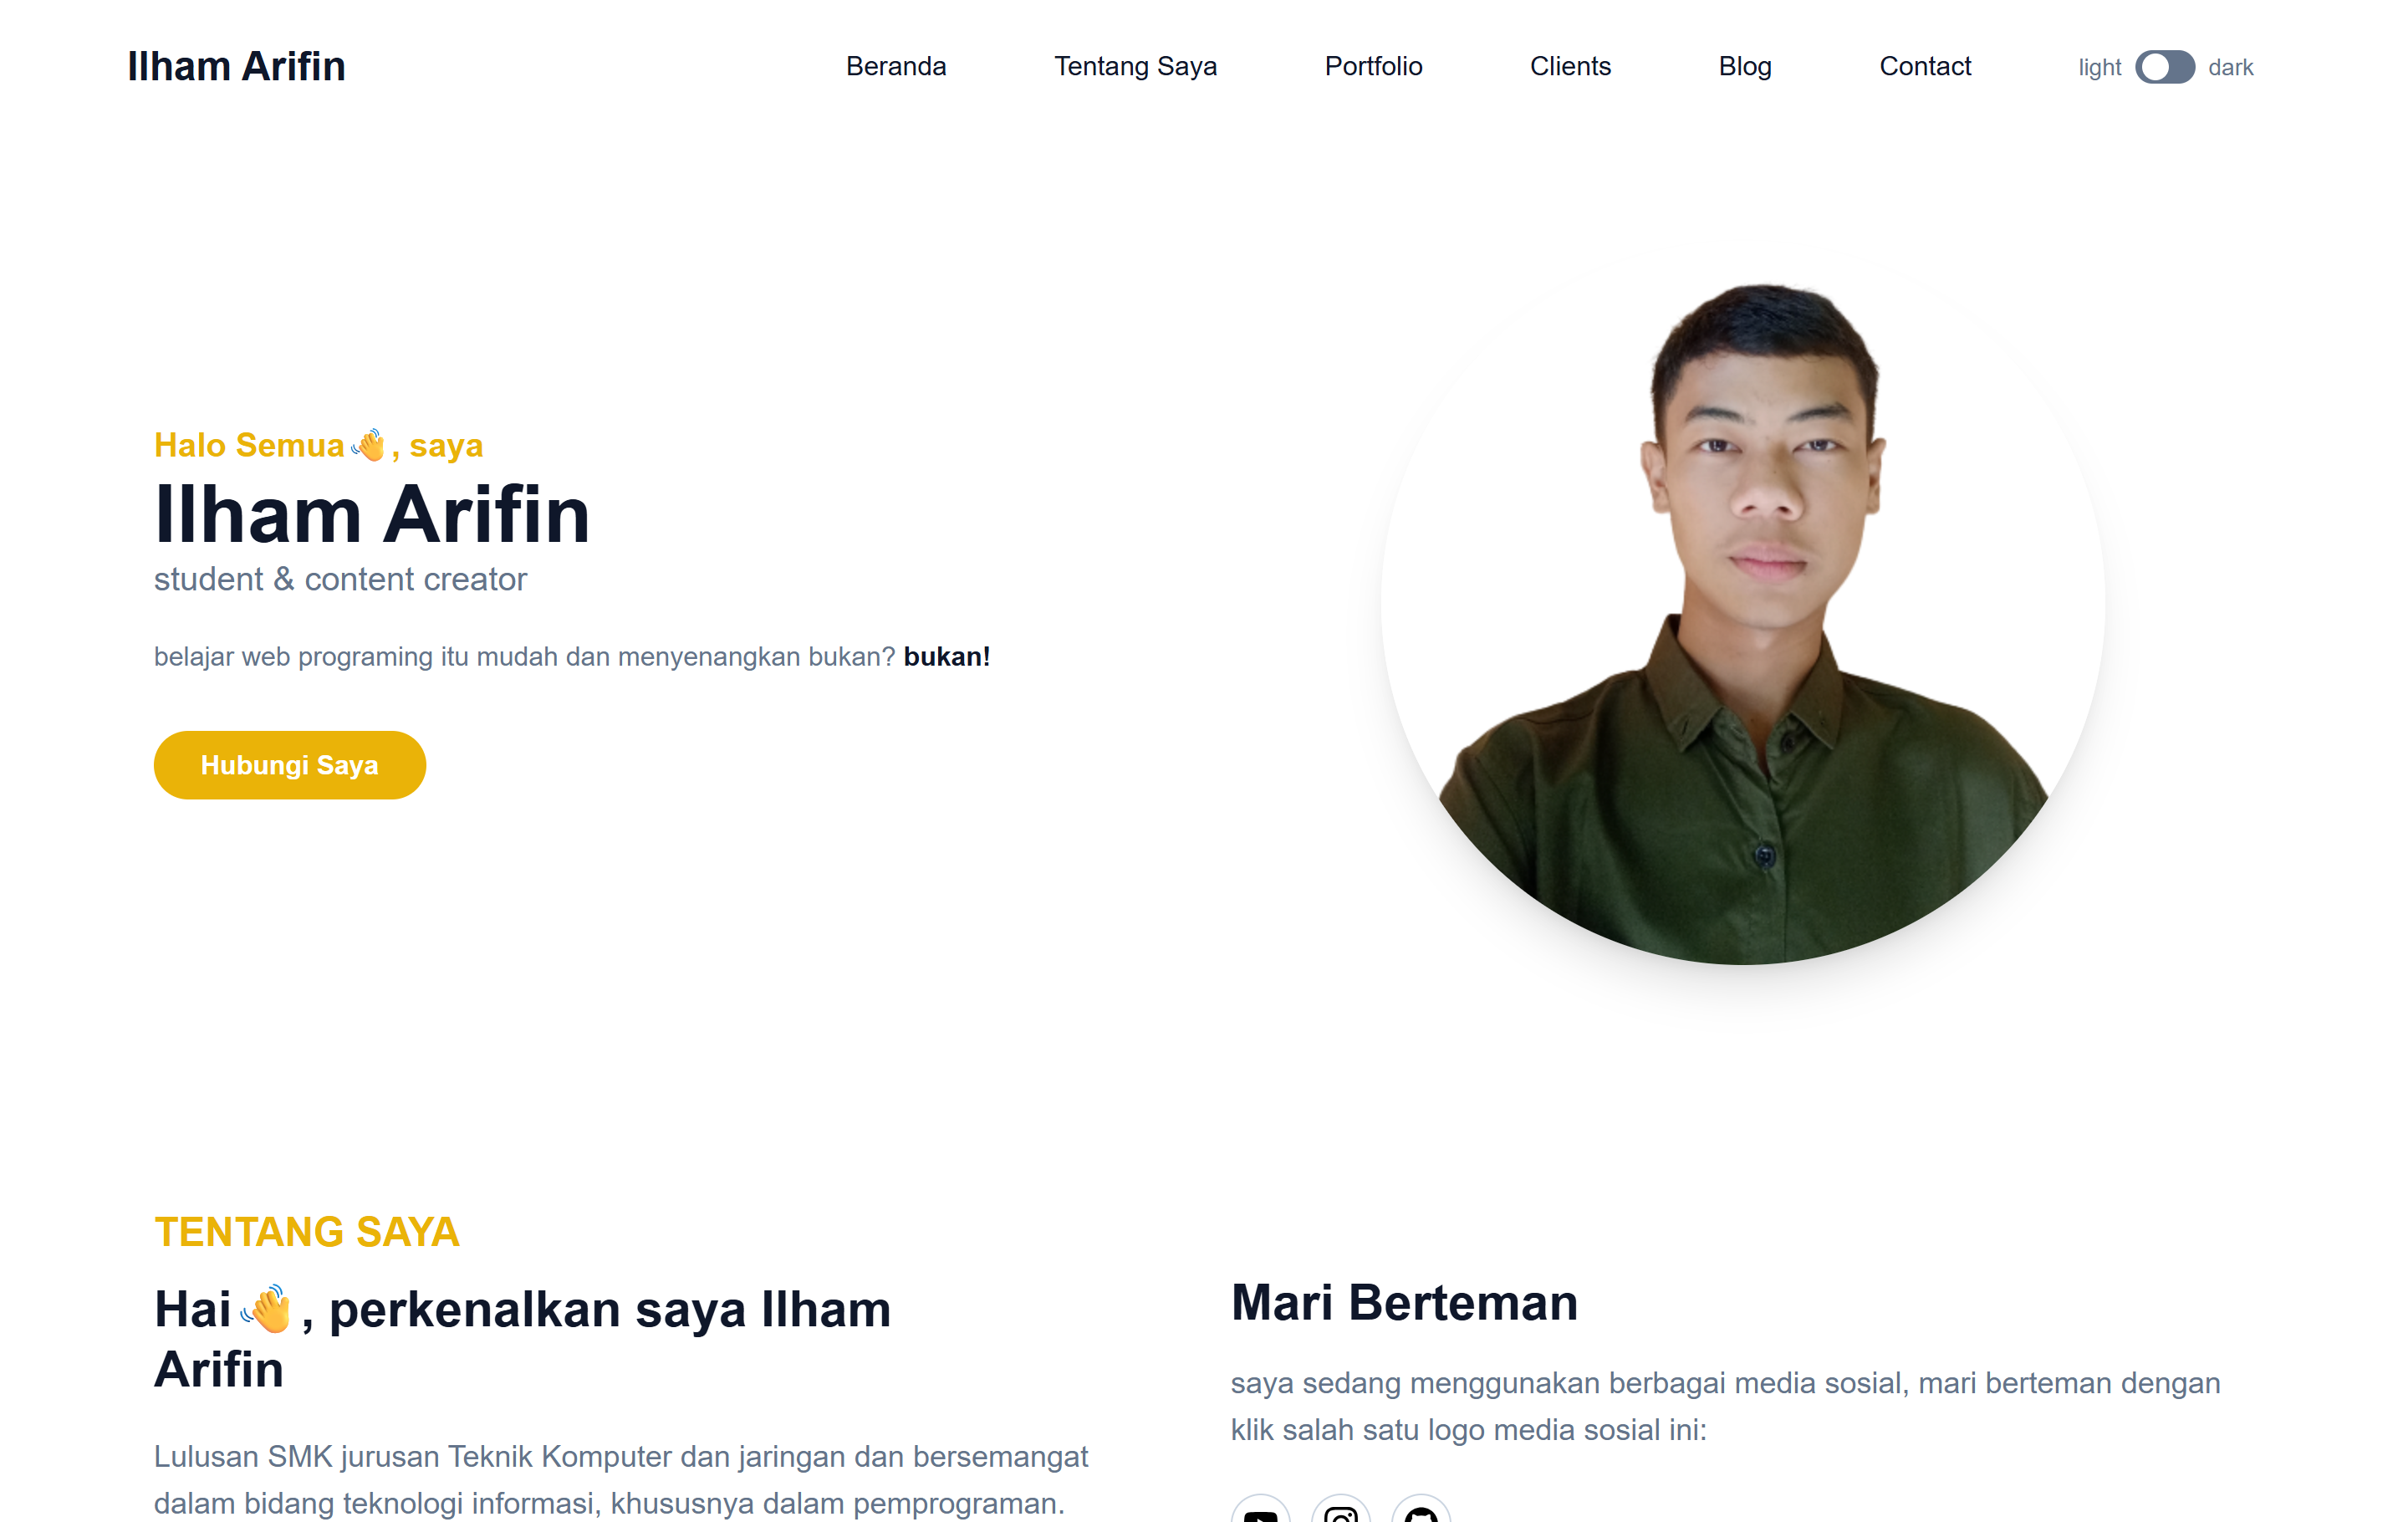 Ilham Arifin
Beranda
Tentang Saya
Portfolio
Clients
Blog
Contact
light
dark
Halo Semua👋, saya
Ilham Arifin
student & content creator
belajar web programing itu mudah dan menyenangkan bukan? bukan!
Hubungi Saya
TENTANG SAYA
Hai👋, perkenalkan saya Ilham
Arifin
Lulusan SMK jurusan Teknik Komputer dan jaringan dan bersemangat
dalam bidang teknologi informasi, khususnya dalam pemprograman.
Mari Berteman
saya sedang menggunakan berbagai media sosial, mari berteman dengan
klik salah satu logo media sosial ini: